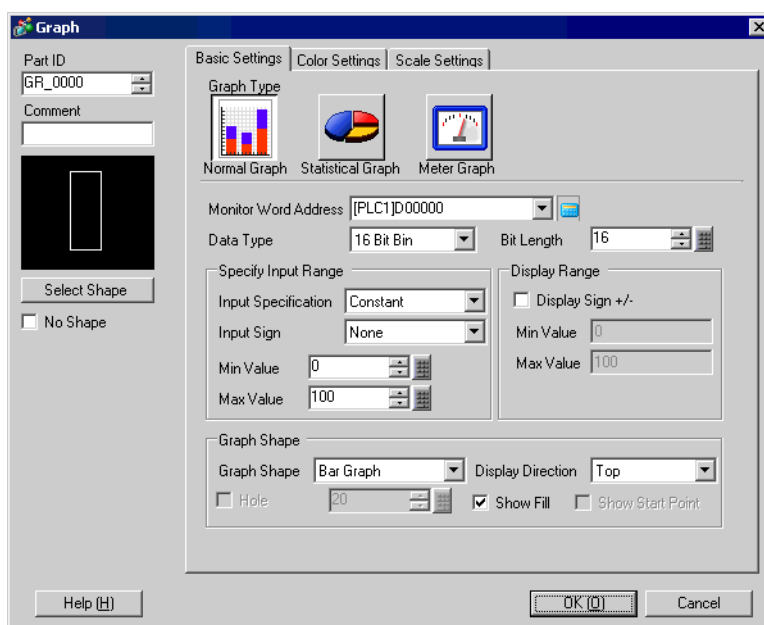 Graph
Part ID
GR_0000
Comment
Select Shape
No Shape
Basic Settings Color Settings Scale Settings
Graph Type
Normal Graph Statistical Graph Meter Graph
Monitor Word Address [PLC1]D00000
Data Type 16 Bit Bin Bit Length 16
Specify Input Range
Input Specification Constant
Input Sign None
Min Value 0
Max Value 100
Display Range
Display Sign +/-
Min Value 0
Max Value 100
Graph Shape
Graph Shape Bar Graph Display Direction Top
Hole 20 Show Fill Show Start Point
Help (H) OK (O) Cancel